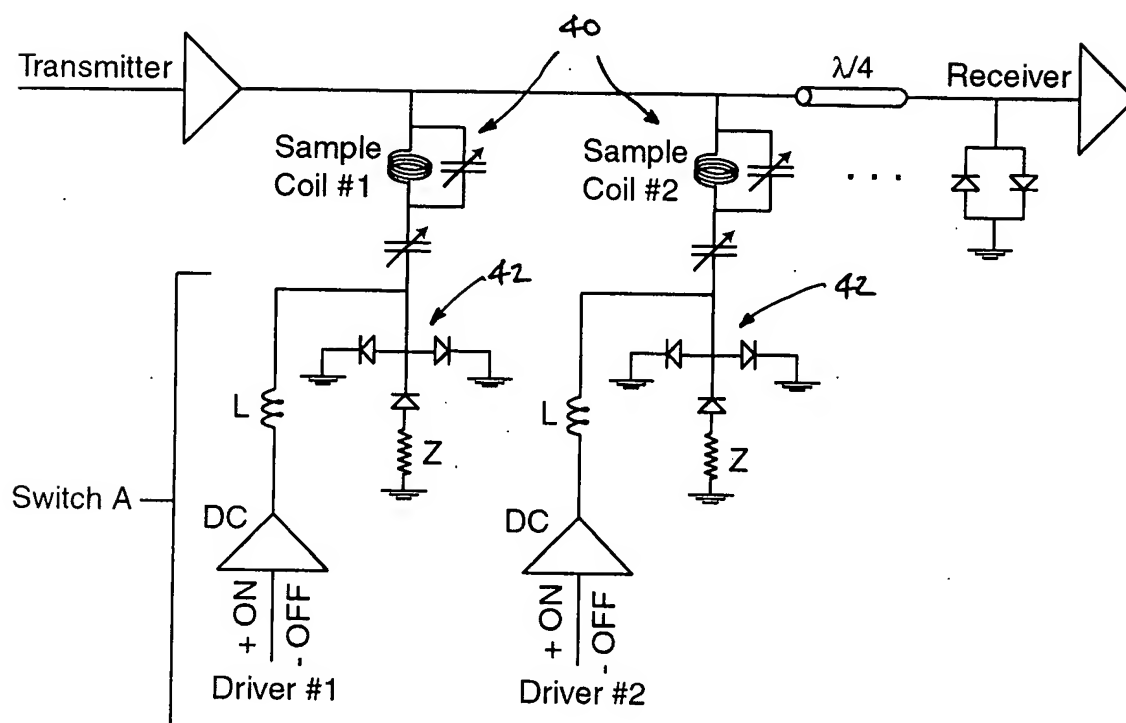 40
Transmitter
λ/4
Receiver
Sample
Coil #1
Sample
Coil #2
. . .
42
42
L
L
Z
Z
Switch A
DC
DC
+ ON
- OFF
+ ON
- OFF
Driver #1
Driver #2